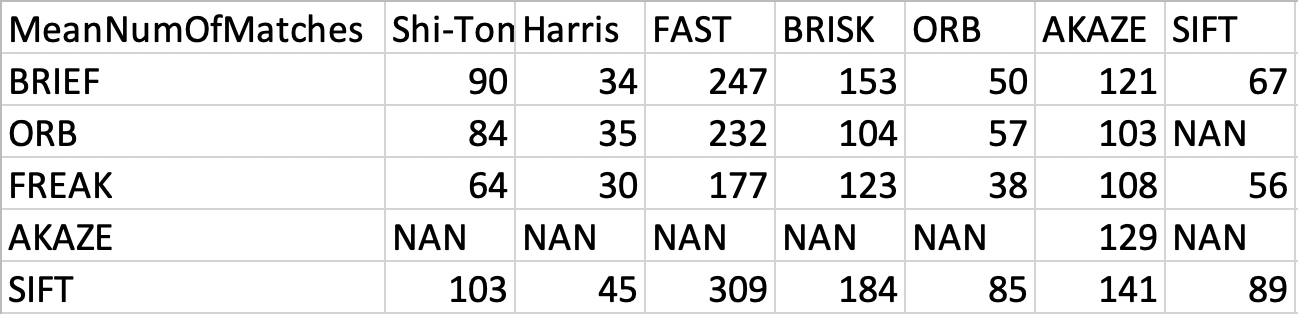 MeanNumOfMatches Shi-Tom Harris FAST BRISK ORB AKAZE SIFT
BRIEF 90 34 247 153 50 121 67
ORB 84 35 232 104 57 103 NAN
FREAK 64 30 177 123 38 108 56
AKAZE NAN NAN NAN NAN NAN 129 NAN
SIFT 103 45 309 184 85 141 89